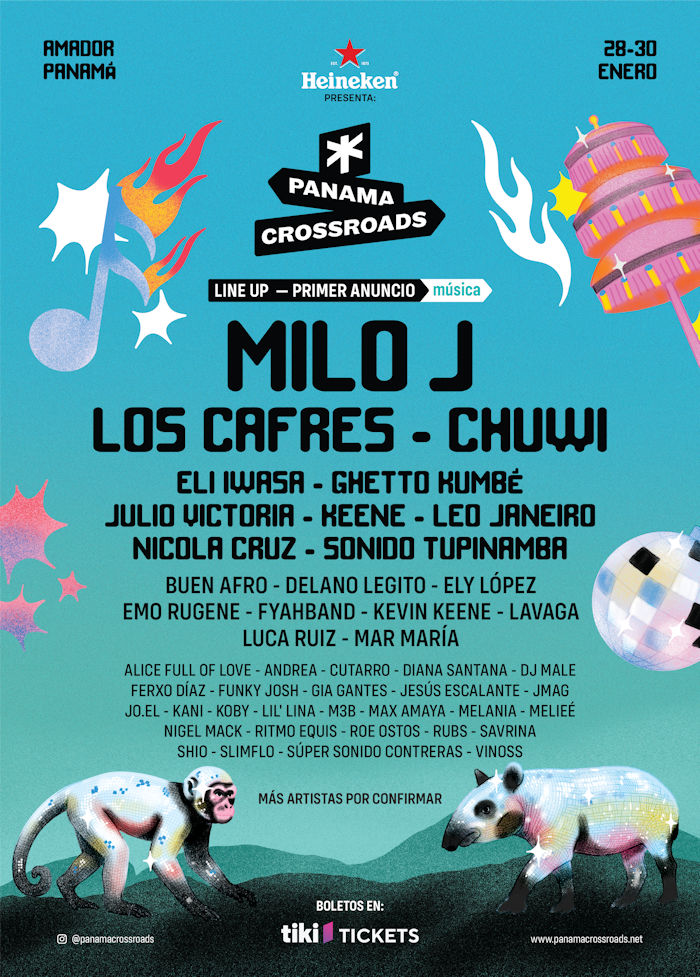 AMADOR
PANAMÁ
EST. 1873
Heineken®
PRESENTA:
28-30
ENERO
PANAMA
CROSSROADS
LINE UP — PRIMER ANUNCIO música
MILO J
LOS CAFRES - CHUWI
ELI IWASA - GHETTO KUMBÉ
JULIO VICTORIA - KEENE - LEO JANEIRO
NICOLA CRUZ - SONIDO TUPINAMBA
BUEN AFRO - DELANO LEGITO - ELY LÓPEZ
EMO RUGENE - FYAHBAND - KEVIN KEENE - LAVAGA
LUCA RUIZ - MAR MARÍA
ALICE FULL OF LOVE - ANDREA - CUTARRO - DIANA SANTANA - DJ MALE
FERXO DÍAZ - FUNKY JOSH - GIA GANTES - JESÚS ESCALANTE - JMAG
JO.EL - KANI - KOBY - LIL' LINA - M3B - MAX AMAYA - MELANIA - MELIEÉ
NIGEL MACK - RITMO EQUIS - ROE OSTOS - RUBS - SAVRINA
SHIO - SLIMFLO - SÚPER SONIDO CONTRERAS - VINOSS
MÁS ARTISTAS POR CONFIRMAR
BOLETOS EN:
tiki TICKETS
@panamacrossroads
www.panamacrossroads.net